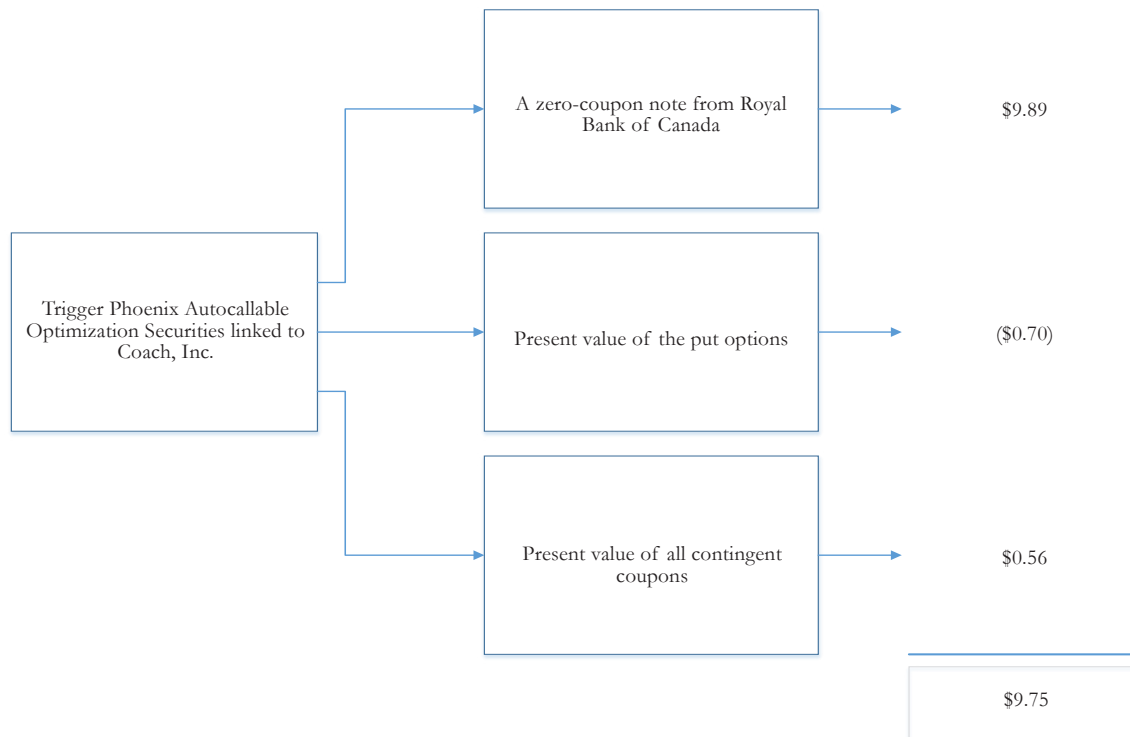 A zero-coupon note from Royal
Bank of Canada
$9.89
Trigger Phoenix Autocallable
Optimization Securities linked to
Coach, Inc.
Present value of the put options
($0.70)
Present value of all contingent
coupons
$0.56
$9.75